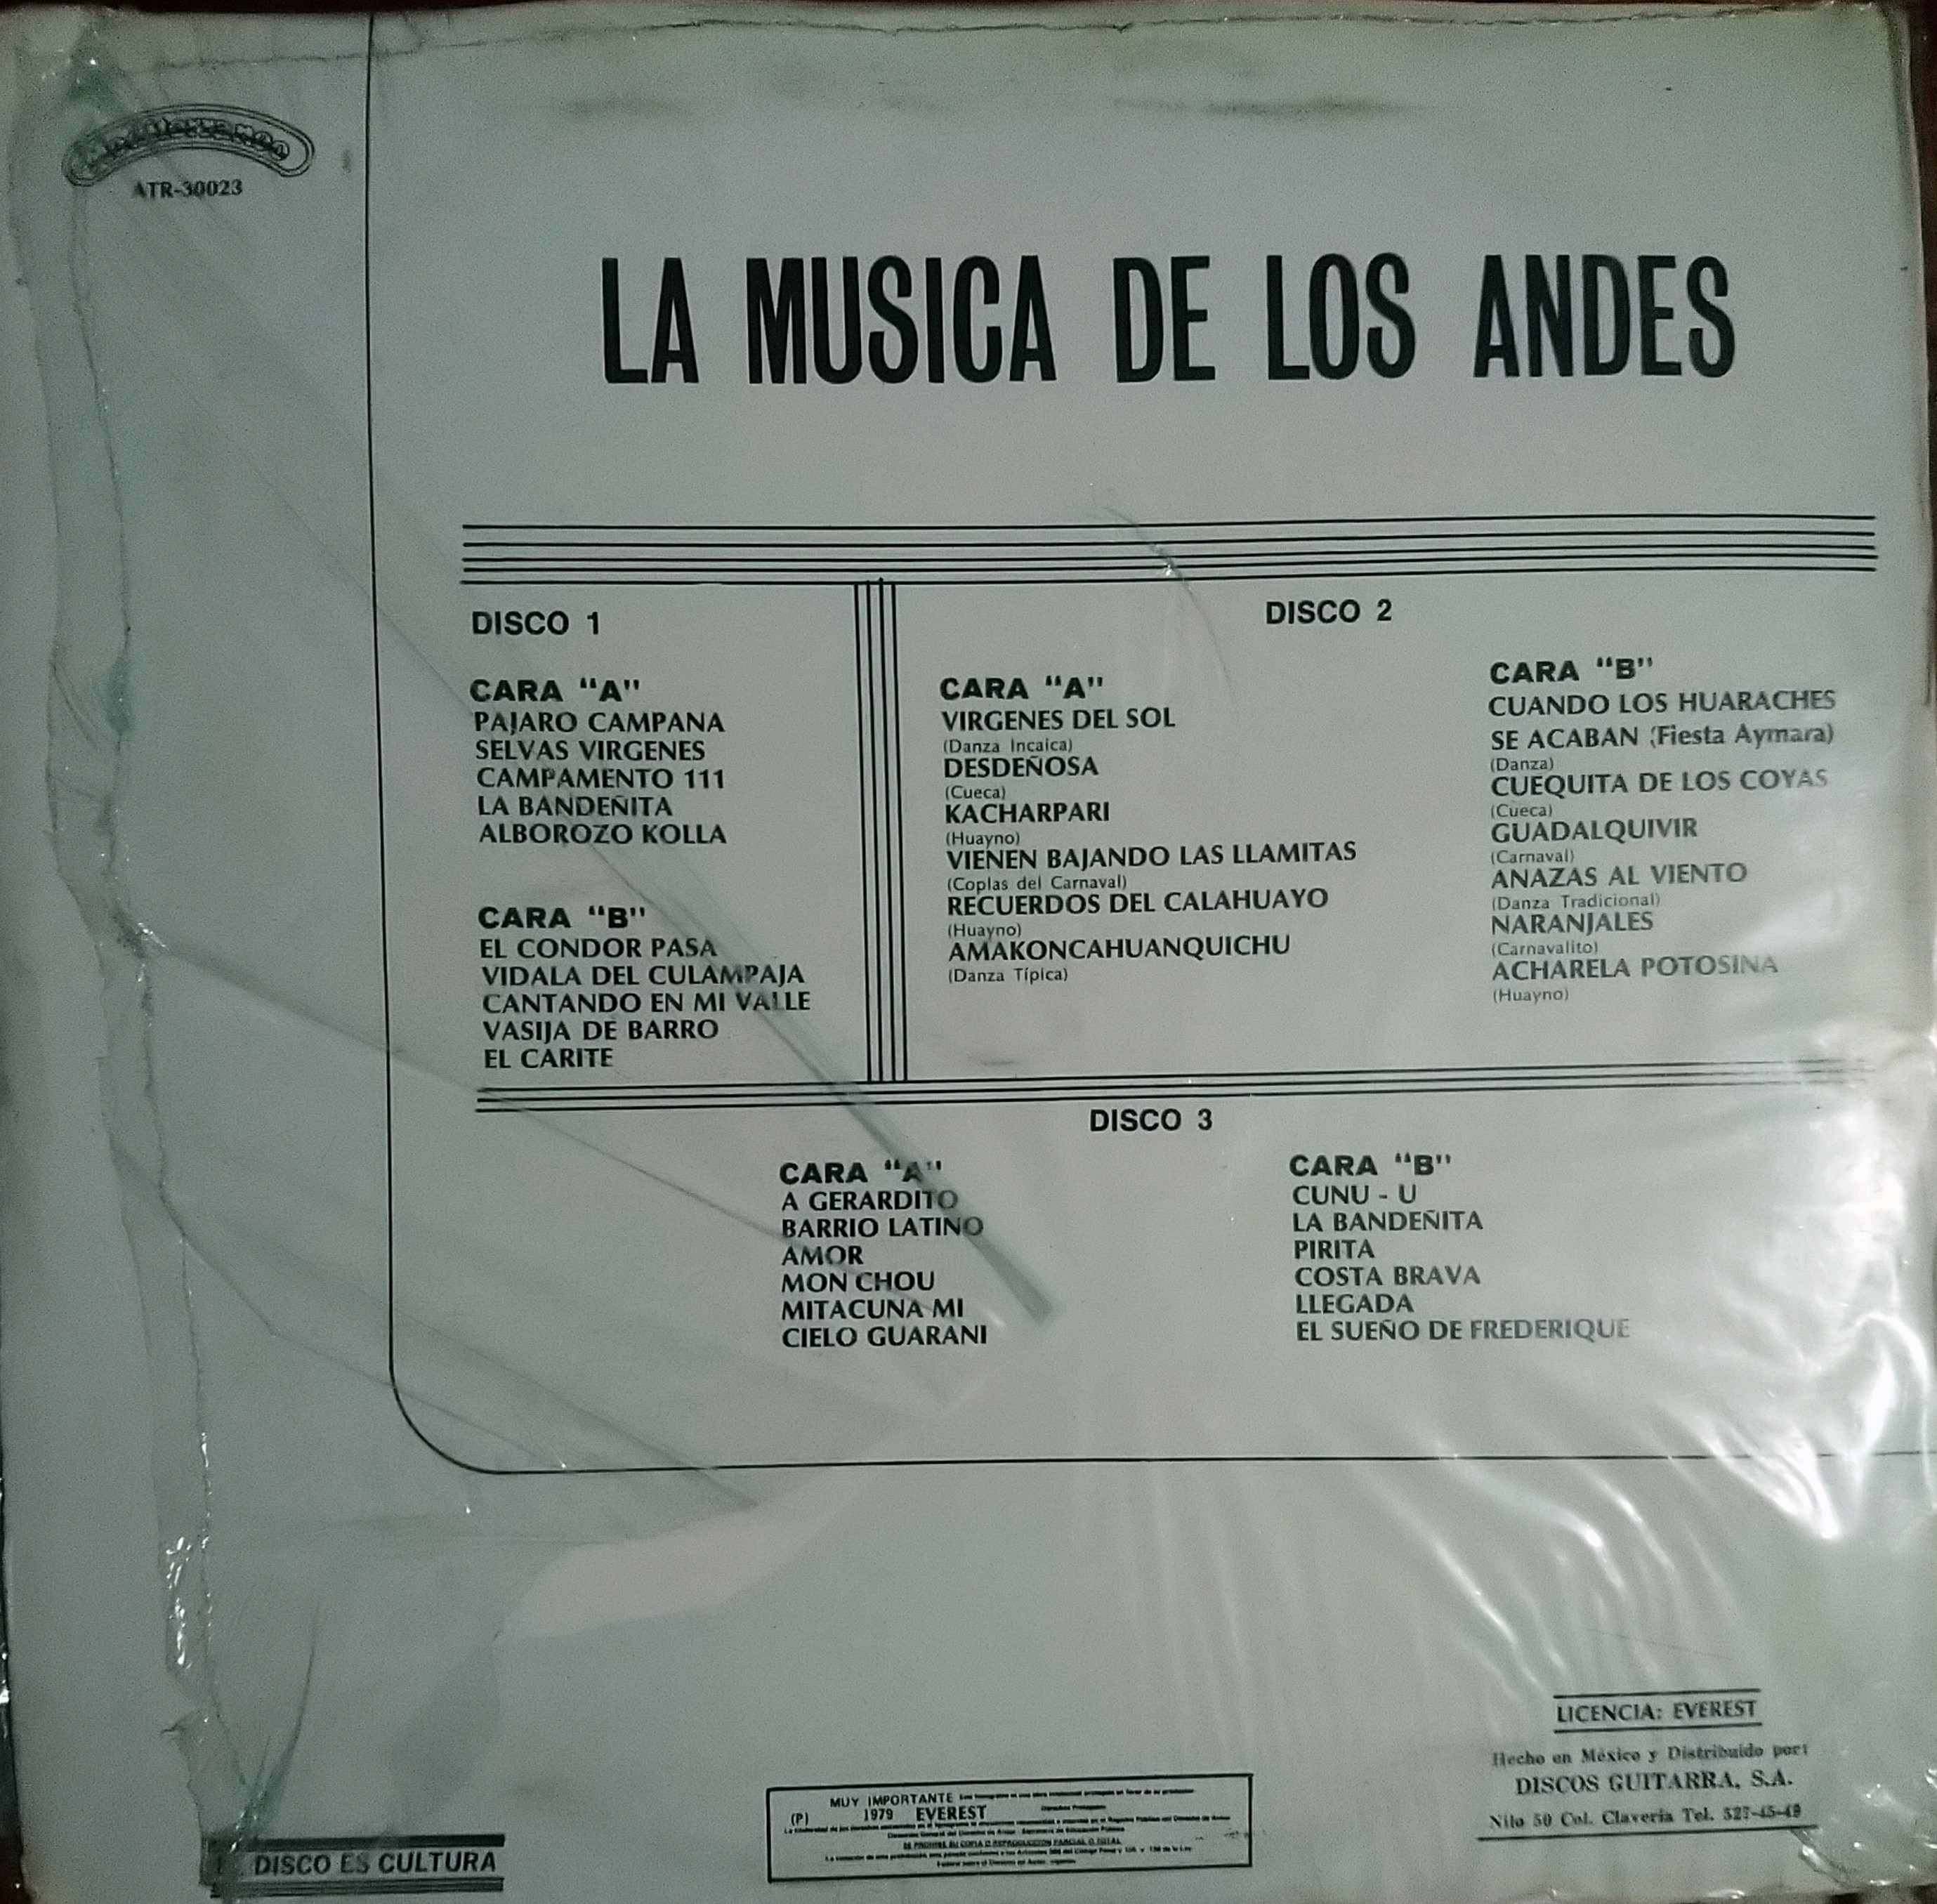 ATR-30023
LA MUSICA DE LOS ANDES
DISCO 1
CARA "A"
PAJARO CAMPANA
SELVAS VIRGENES
CAMPAMENTO 111
LA BANDEÑITA
ALBOROZO KOLLA
CARA "B"
EL CONDOR PASA
VIDALA DEL CULAMPAJA
CANTANDO EN MI VALLE
VASIJA DE BARRO
EL CARITE
DISCO 2
CARA "A"
VIRGENES DEL SOL
(Danza Incaica)
DESDEÑOSA
(Cueca)
KACHARPARI
(Huayno)
VIENEN BAJANDO LAS LLAMITAS
(Coplas del Carnaval)
RECUERDOS DEL CALAHUAYO
(Huayno)
AMAKONCAHUANQUICHU
(Danza Típica)
CARA "B"
CUANDO LOS HUARACHES
SE ACABAN (Fiesta Aymara)
(Danza)
CUEQUITA DE LOS COYAS
(Cueca)
GUADALQUIVIR
(Carnaval)
ANAZAS AL VIENTO
(Danza Tradicional)
NARANJALES
(Carnavalito)
ACHARELA POTOSINA
(Huayno)
DISCO 3
CARA "A"
A GERARDITO
BARRIO LATINO
AMOR
MON CHOU
MITACUNA MI
CIELO GUARANI
CARA "B"
CUNU - U
LA BANDEÑITA
PIRITA
COSTA BRAVA
LLEGADA
EL SUEÑO DE FREDERIQUE
LICENCIA: EVEREST
Hecho en México y Distribuido por:
DISCOS GUITARRA, S.A.
Nilo 50 Col. Clavería Tel. 527-45-49
MUY IMPORTANTE
(P) 1979 EVEREST
SE PROHIBE SU COPIA O REPRODUCCION PARCIAL O TOTAL
DISCO ES CULTURA